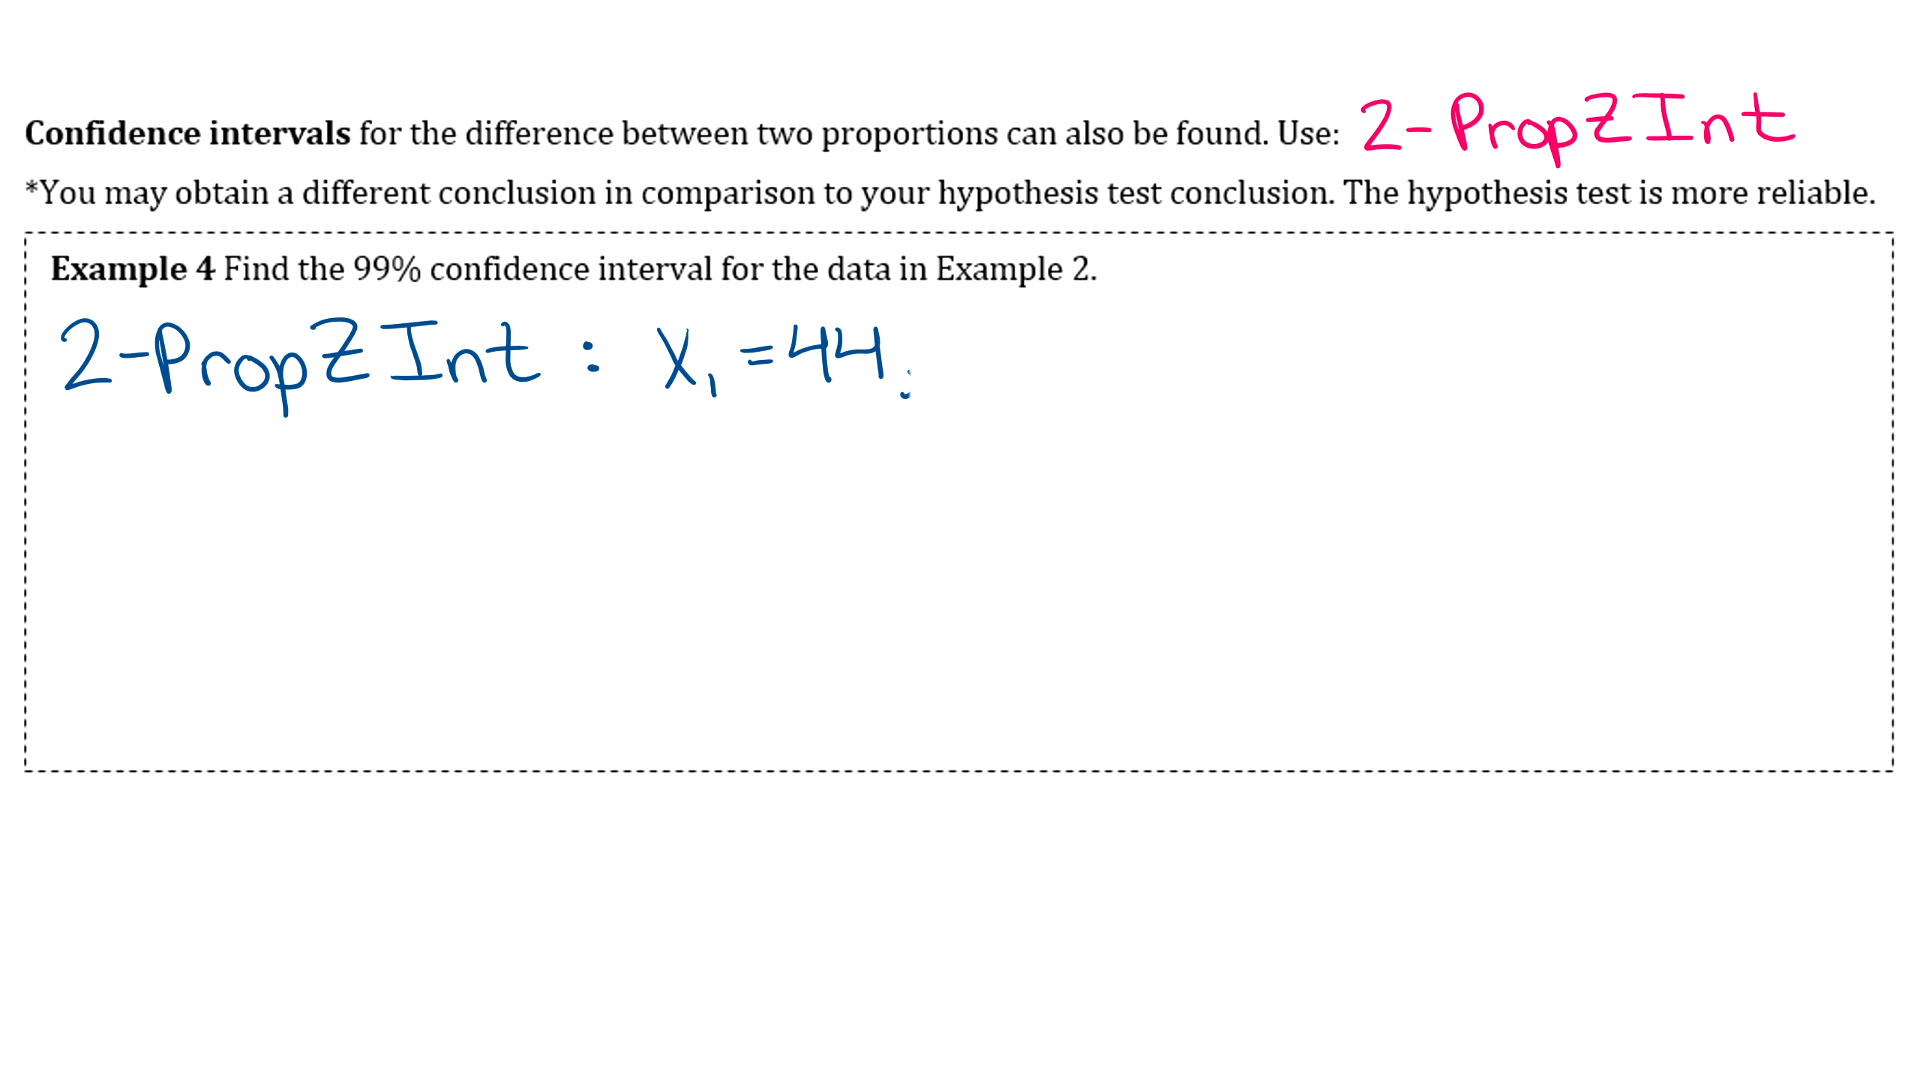 Confidence intervals for the difference between two proportions can also be found. Use: 2-PropZInt
*You may obtain a different conclusion in comparison to your hypothesis test conclusion. The hypothesis test is more reliable.
Example 4 Find the 99% confidence interval for the data in Example 2.
2-PropZInt : x₁ = 44